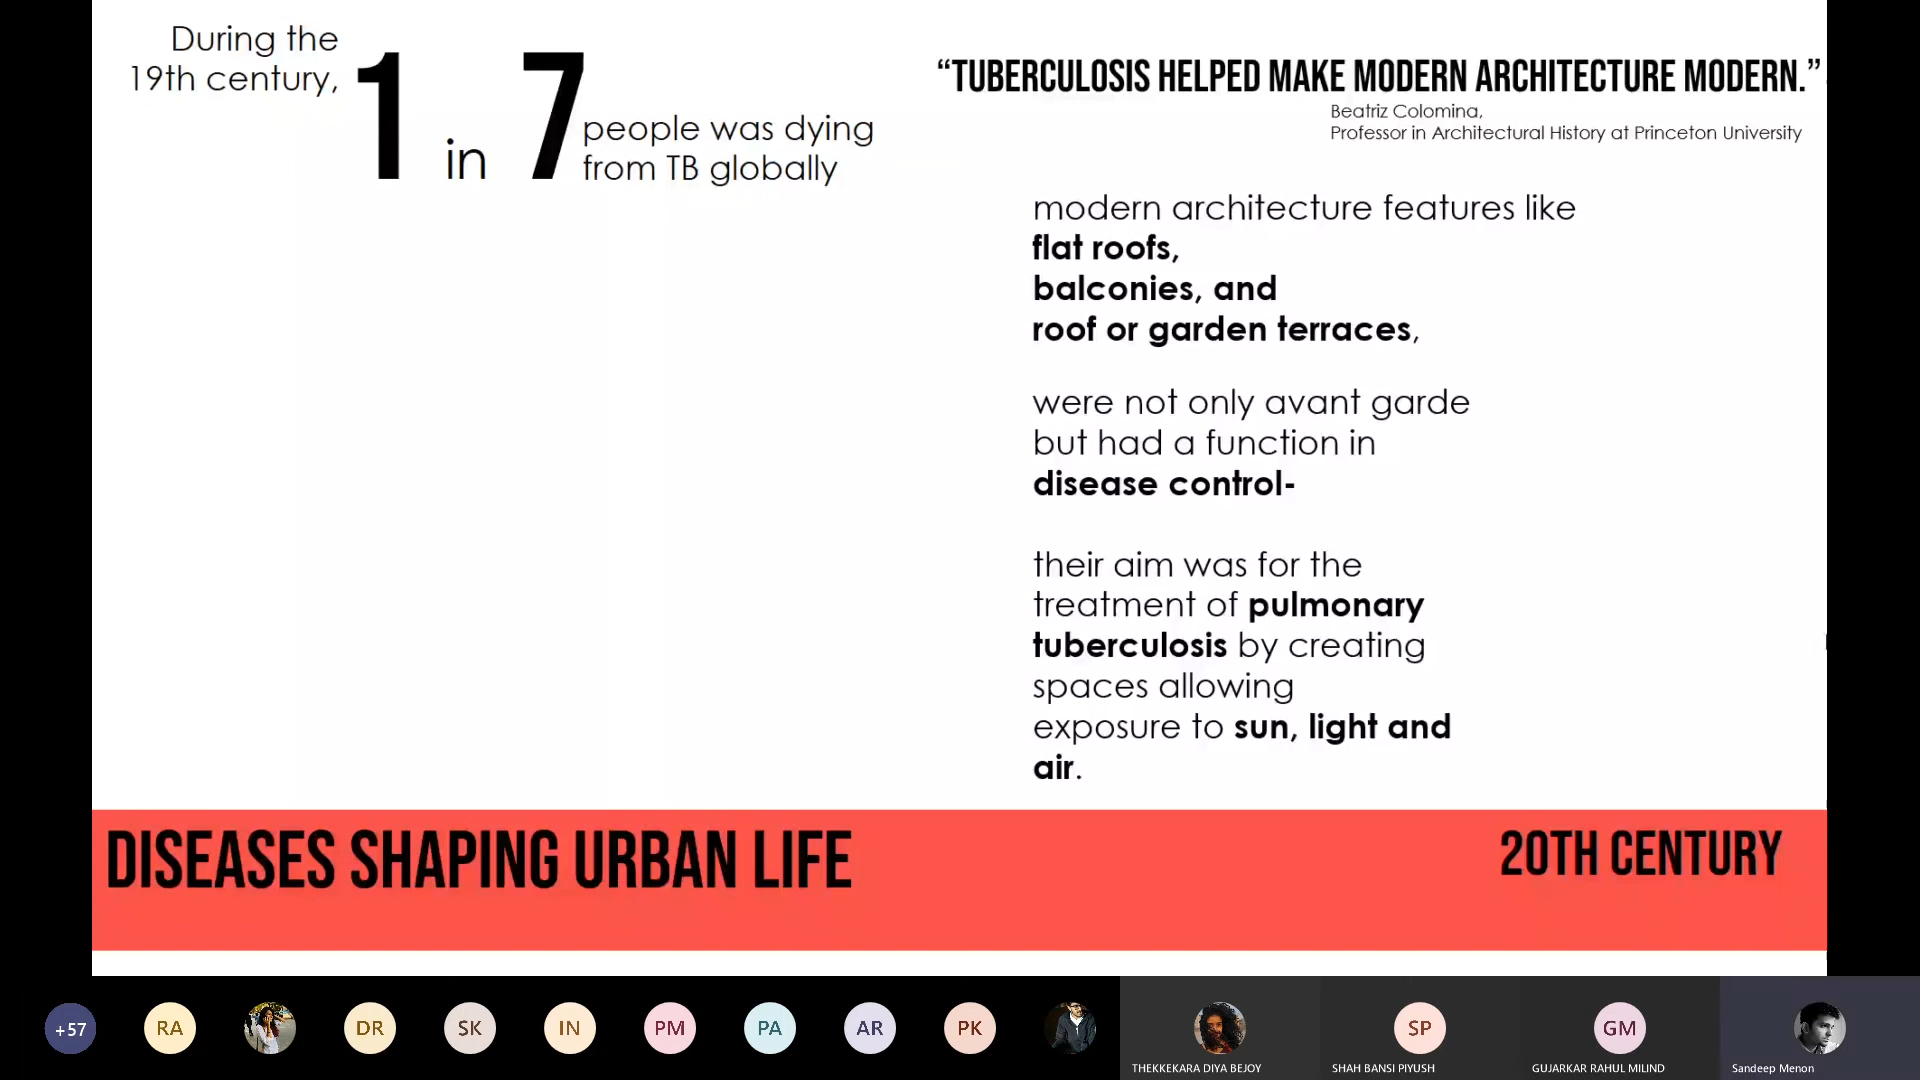 During the
19th century,
1 in 7
people was dying
from TB globally
“TUBERCULOSIS HELPED MAKE MODERN ARCHITECTURE MODERN.”
Beatriz Colomina,
Professor in Architectural History at Princeton University
modern architecture features like
flat roofs,
balconies, and
roof or garden terraces,
were not only avant garde
but had a function in
disease control-
their aim was for the
treatment of pulmonary
tuberculosis by creating
spaces allowing
exposure to sun, light and
air.
DISEASES SHAPING URBAN LIFE
20TH CENTURY
+57
RA
DR
SK
IN
PM
PA
AR
PK
SP
GM
THEKKEKARA DIYA BEJOY
SHAH BANSI PIYUSH
GUJARKAR RAHUL MILIND
Sandeep Menon